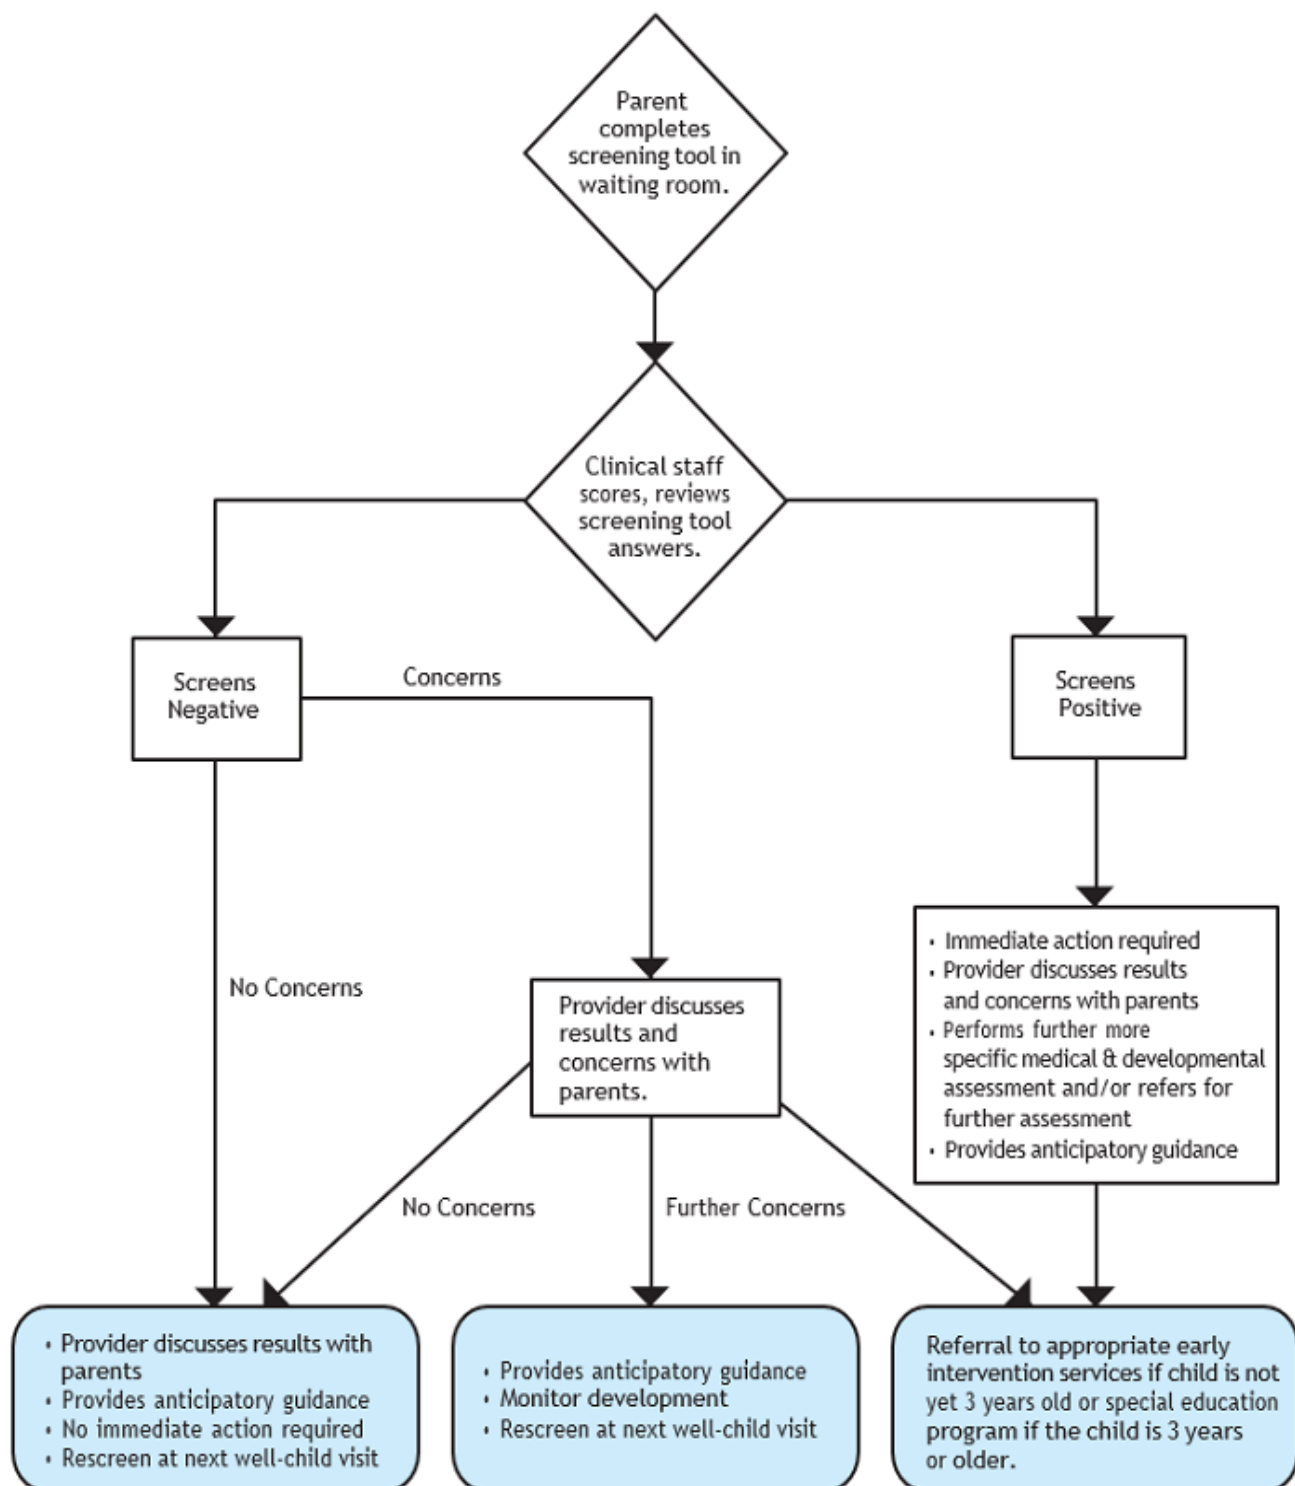 Parent
completes
screening tool in
waiting room.
Clinical staff
scores, reviews
screening tool
answers.
Screens
Negative
Concerns
Screens
Positive
No Concerns
Provider discusses
results and
concerns with
parents.
• Immediate action required
• Provider discusses results
and concerns with parents
• Performs further more
specific medical & developmental
assessment and/or refers for
further assessment
• Provides anticipatory guidance
No Concerns
Further Concerns
• Provider discusses results with
parents
• Provides anticipatory guidance
• No immediate action required
• Rescreen at next well-child visit
• Provides anticipatory guidance
• Monitor development
• Rescreen at next well-child visit
Referral to appropriate early
intervention services if child is not
yet 3 years old or special education
program if the child is 3 years
or older.